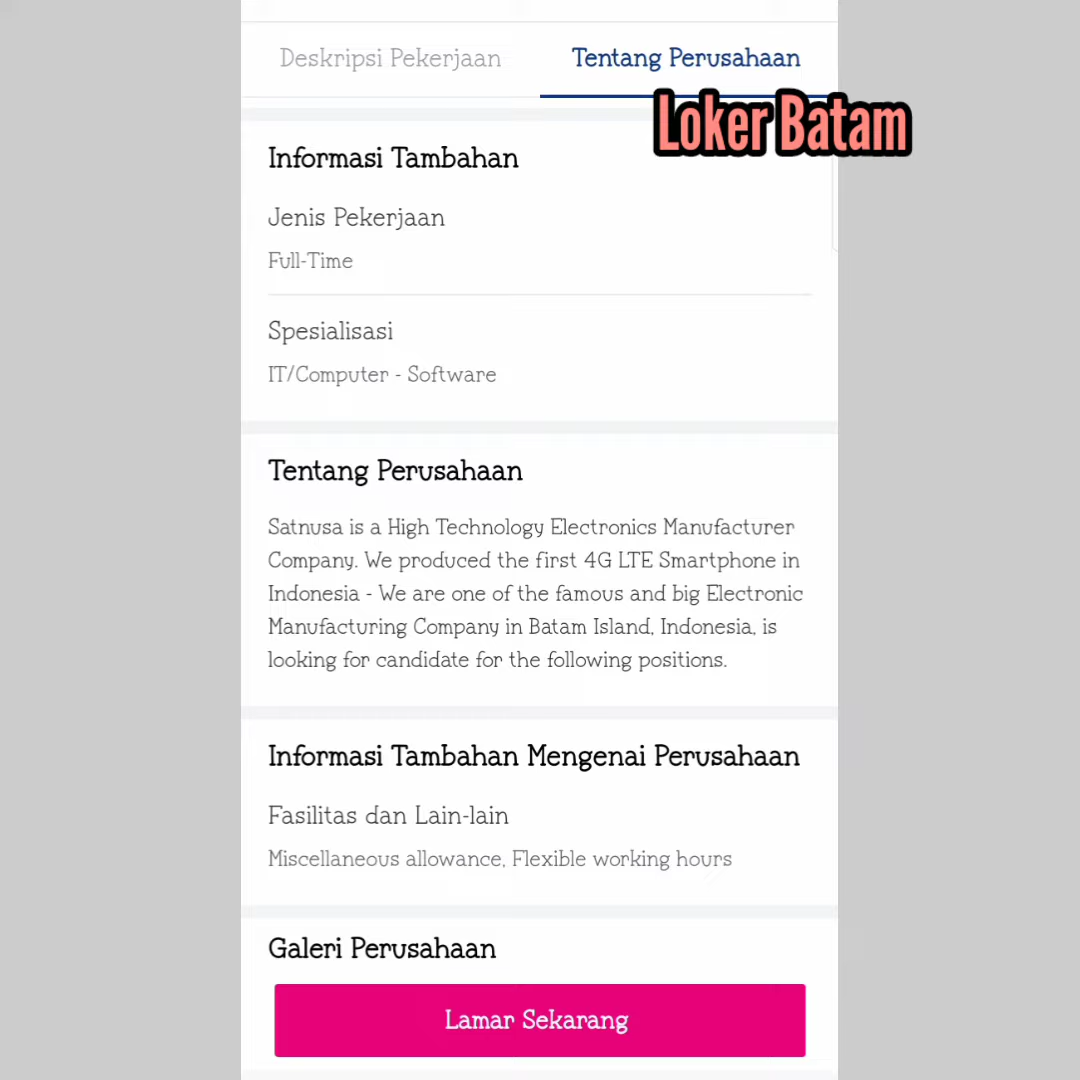 Deskripsi Pekerjaan
Tentang Perusahaan
Loker Batam
Informasi Tambahan
Jenis Pekerjaan
Full-Time
Spesialisasi
IT/Computer - Software
Tentang Perusahaan
Satnusa is a High Technology Electronics Manufacturer
Company. We produced the first 4G LTE Smartphone in
Indonesia - We are one of the famous and big Electronic
Manufacturing Company in Batam Island, Indonesia, is
looking for candidate for the following positions.
Informasi Tambahan Mengenai Perusahaan
Fasilitas dan Lain-lain
Miscellaneous allowance, Flexible working hours
Galeri Perusahaan
Lamar Sekarang